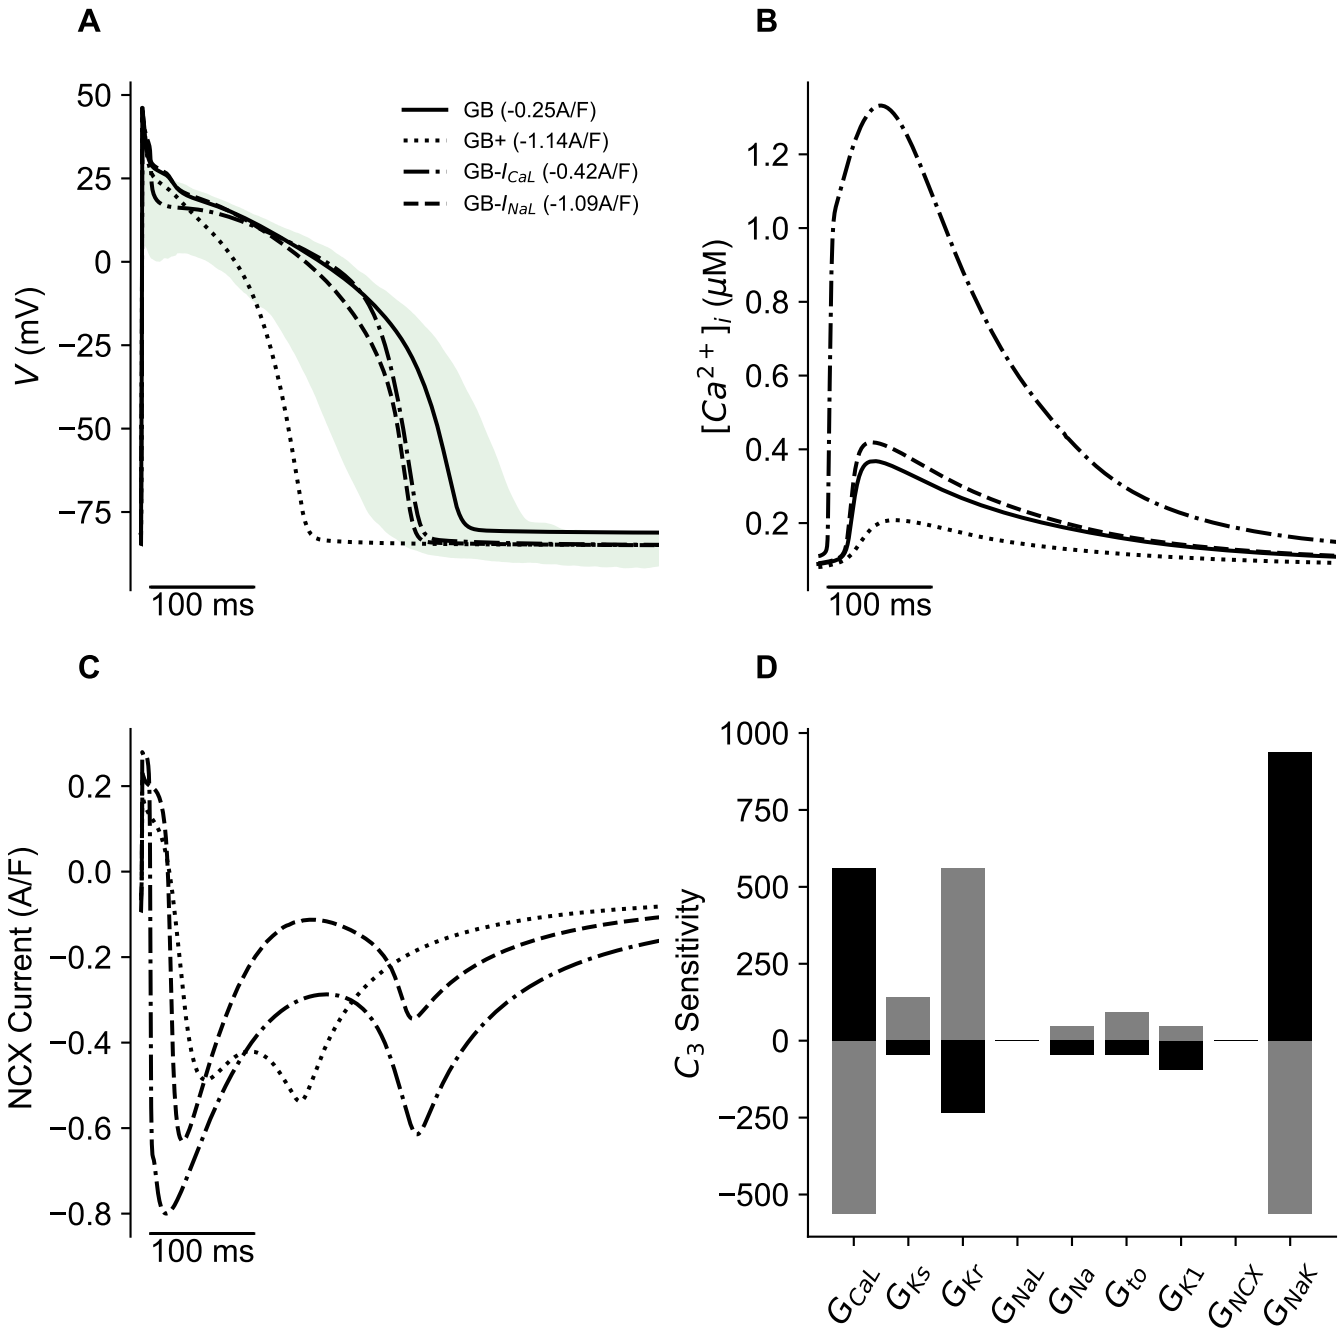 A
V (mV)
50
25
0
−25
−50
−75
GB (-0.25A/F)
GB+ (-1.14A/F)
GB-I_CaL (-0.42A/F)
GB-I_NaL (-1.09A/F)
100 ms
B
[Ca²⁺]ᵢ (μM)
1.2
1.0
0.8
0.6
0.4
0.2
100 ms
C
NCX Current (A/F)
0.2
0.0
−0.2
−0.4
−0.6
−0.8
100 ms
D
C₃ Sensitivity
1000
750
500
250
0
−250
−500
G_CaL
G_Ks
G_Kr
G_NaL
G_Na
G_to
G_K1
G_NCX
G_NaK